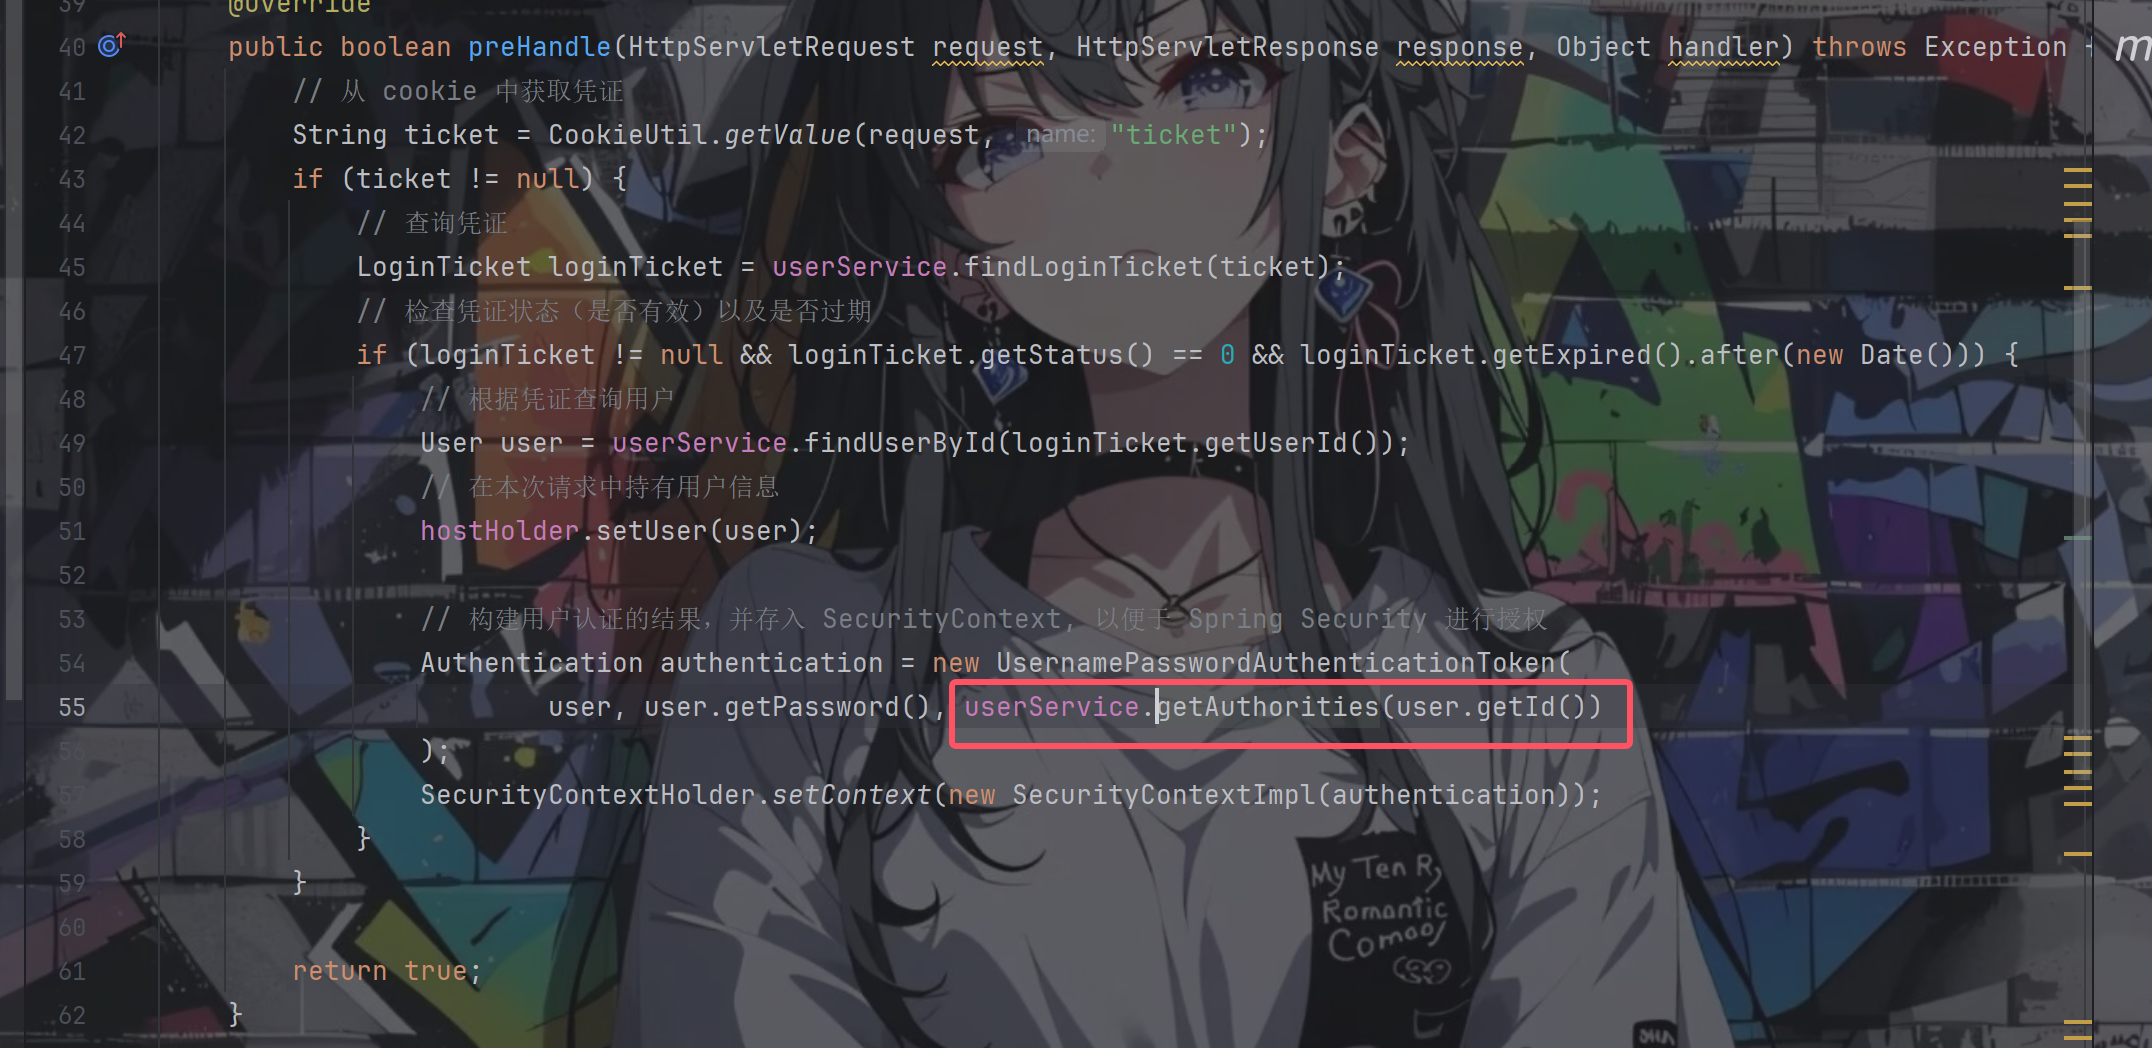 39 @Override
40 public boolean preHandle(HttpServletRequest request, HttpServletResponse response, Object handler) throws Exception {
41 // 从 cookie 中获取凭证
42 String ticket = CookieUtil.getValue(request, name: "ticket");
43 if (ticket != null) {
44 // 查询凭证
45 LoginTicket loginTicket = userService.findLoginTicket(ticket);
46 // 检查凭证状态（是否有效）以及是否过期
47 if (loginTicket != null && loginTicket.getStatus() == 0 && loginTicket.getExpired().after(new Date())) {
48 // 根据凭证查询用户
49 User user = userService.findUserById(loginTicket.getUserId());
50 // 在本次请求中持有用户信息
51 hostHolder.setUser(user);
52
53 // 构建用户认证的结果，并存入 SecurityContext, 以便于 Spring Security 进行授权
54 Authentication authentication = new UsernamePasswordAuthenticationToken(
55 user, user.getPassword(), userService.getAuthorities(user.getId())
56 );
57 SecurityContextHolder.setContext(new SecurityContextImpl(authentication));
58 }
59 }
60
61 return true;
62 }
My Ten R,
Romantic